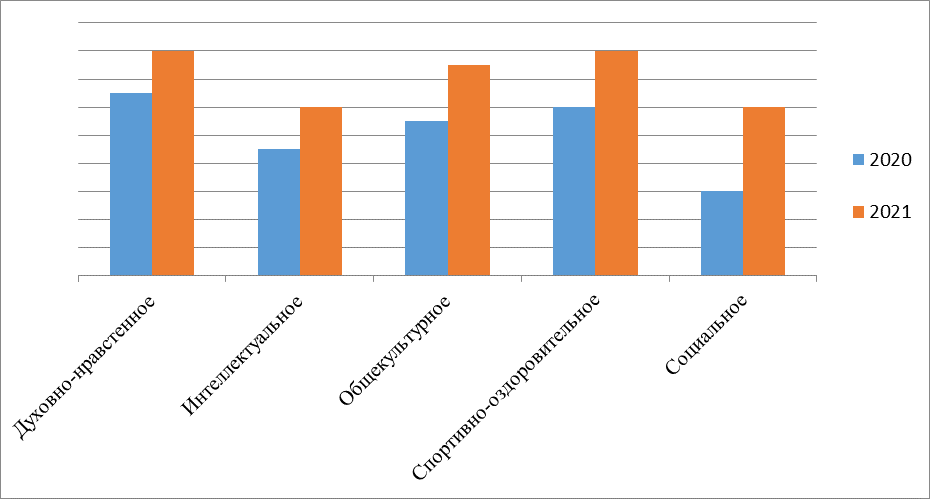 2020
2021
Духовно-нравстенное
Интеллектуальное
Общекультурное
Спортивно-оздоровительное
Социальное